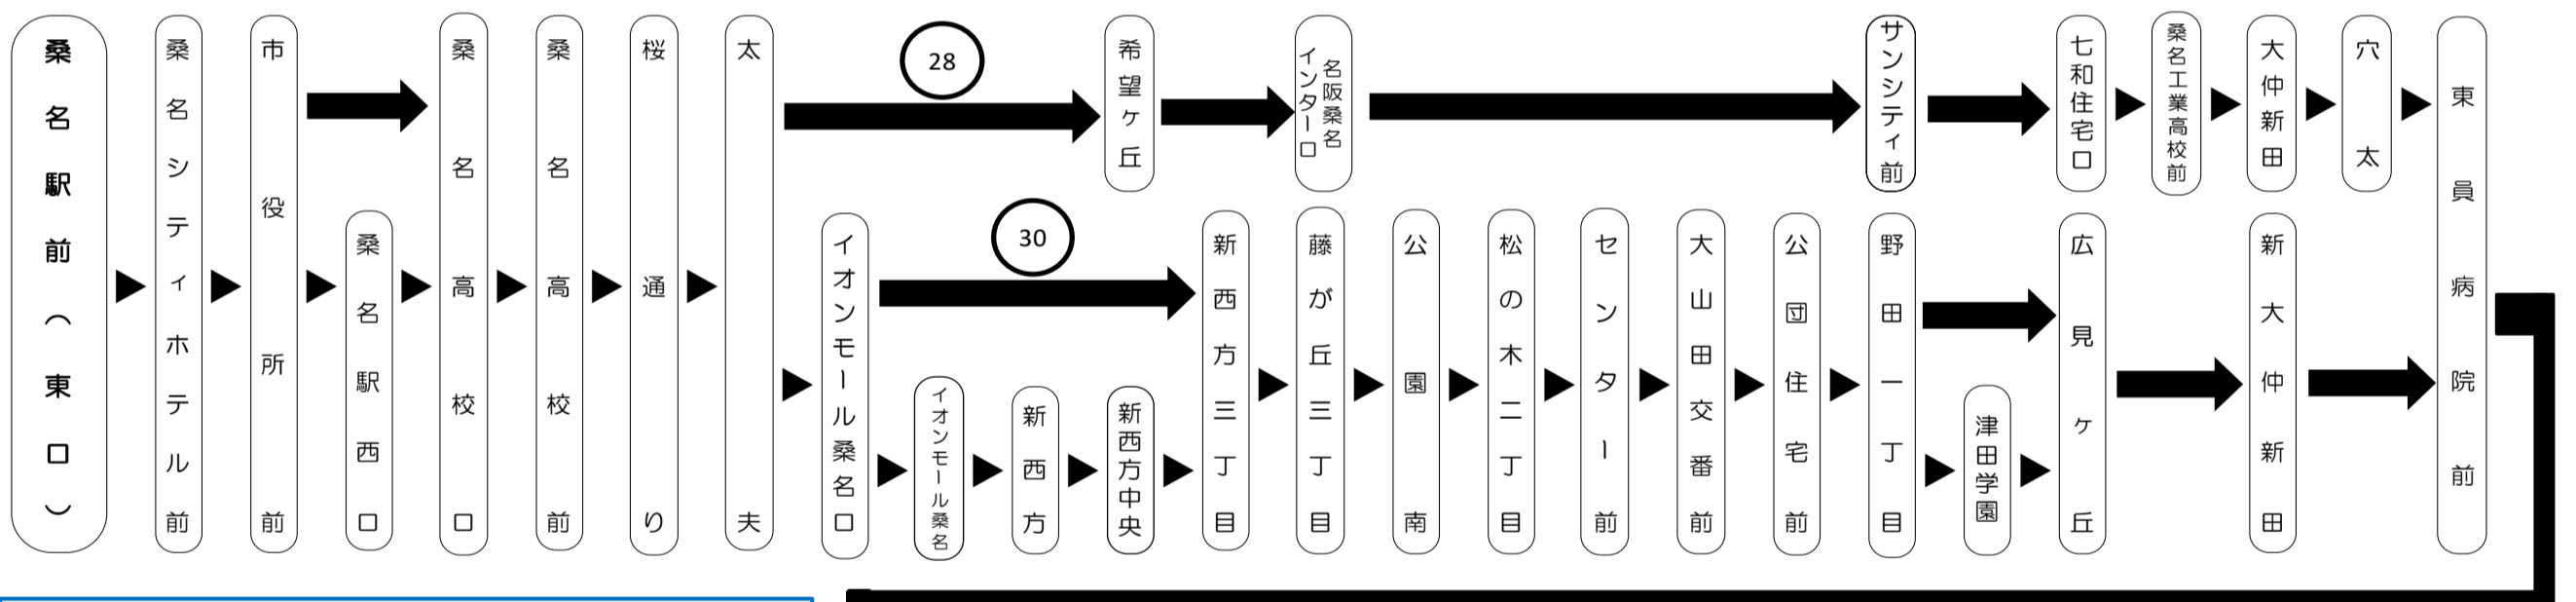 桑名駅前（東口）
桑名シティホテル前
市役所前
桑名駅西口
桑名高校口
桑名高校前
桜通り
太夫
28
希望ヶ丘
名阪桑名
インター口
サンシティ前
七和住宅口
桑名工業高校前
大仲新田
穴太
東員病院前
イオンモール桑名口
30
イオンモール桑名
新西方
新西方中央
新西方三丁目
藤が丘三丁目
公園南
松の木二丁目
センター前
大山田交番前
公団住宅前
野田一丁目
津田学園
広見ヶ丘
新大仲新田